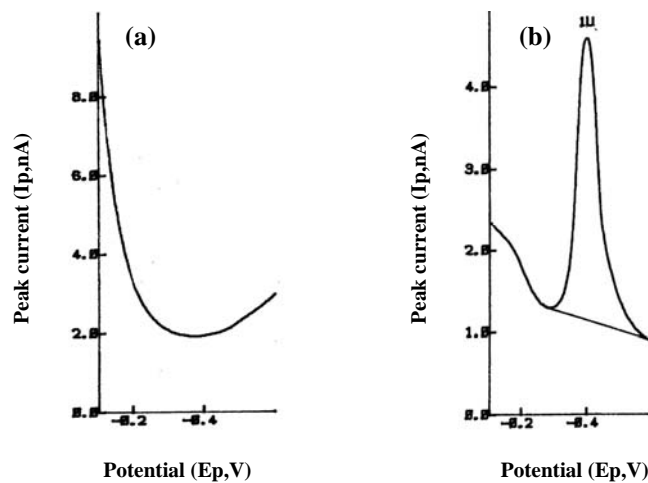 (a)
Peak current (Ip,nA)
8.0
6.0
4.0
2.0
0.0
-0.2
-0.4
Potential (Ep,V)
(b)
Peak current (Ip,nA)
4.0
3.0
2.0
1.0
0.0
-0.2
-0.4
Potential (Ep,V)